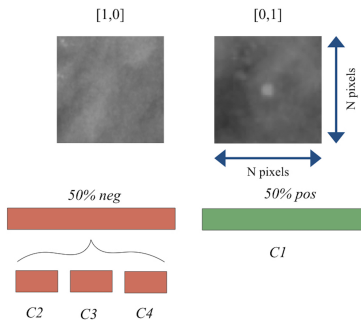 [1,0]
[0,1]
N pixels
N pixels
50% neg
50% pos
C1
C2
C3
C4